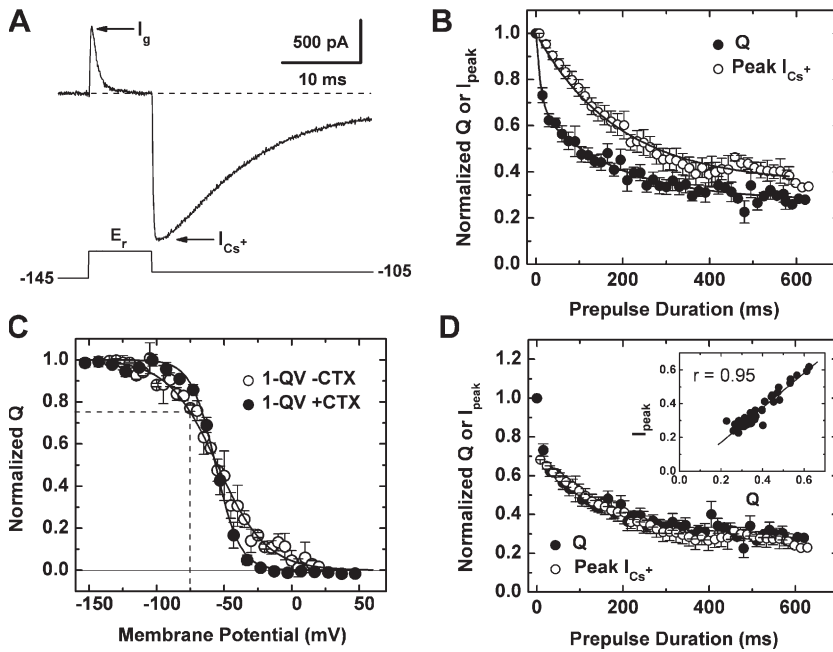 A
I_g
500 pA
10 ms
I_Cs+
E_r
-145
-105
B
Normalized Q or I_peak
1.0
0.8
0.6
0.4
0.2
0.0
Q
Peak I_Cs+
0
200
400
600
Prepulse Duration (ms)
C
Normalized Q
1.0
0.8
0.6
0.4
0.2
0.0
1-QV -CTX
1-QV +CTX
-150
-100
-50
0
50
Membrane Potential (mV)
D
Normalized Q or I_peak
1.2
1.0
0.8
0.6
0.4
0.2
0.0
r = 0.95
I_peak
0.6
0.4
0.2
0.0
0.0
0.2
0.4
0.6
Q
Q
Peak I_Cs+
0
200
400
600
Prepulse Duration (ms)